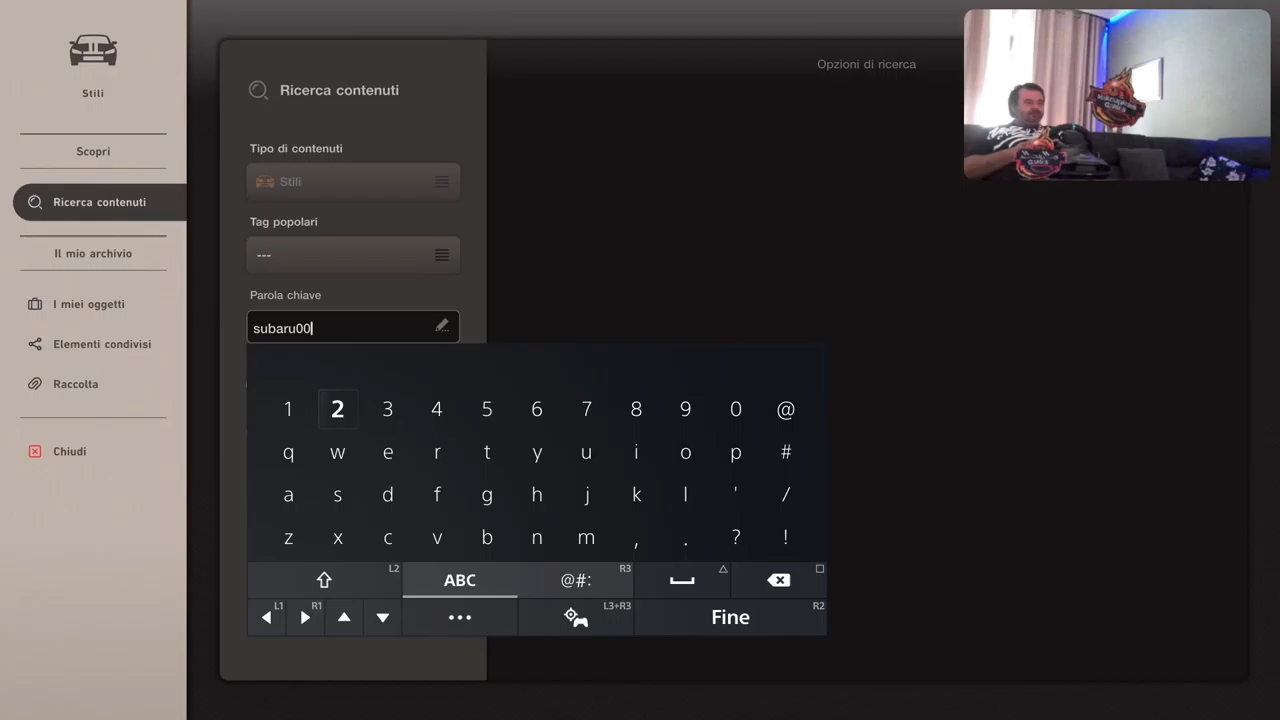 Stili
Scopri
Ricerca contenuti
Il mio archivio
I miei oggetti
Elementi condivisi
Raccolta
Chiudi
Ricerca contenuti
Opzioni di ricerca
Tipo di contenuti
Stili
Tag popolari
---
Parola chiave
subaru00
1 2 3 4 5 6 7 8 9 0 @
q w e r t y u i o p #
a s d f g h j k l ' /
z x c v b n m , . ? !
L2 ABC @#: R3 △ □
L1 R1 ... L3+R3 Fine R2